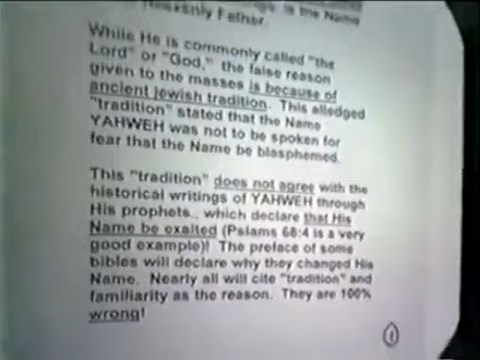 is the Name
Heavenly Father.
While He is commonly called "the
Lord" or "God," the false reason
given to the masses is because of
ancient jewish tradition. This alledged
"tradition" stated that the Name
YAHWEH was not to be spoken for
fear that the Name be blasphemed.
This "tradition" does not agree with the
historical writings of YAHWEH through
His prophets., which declare that His
Name be exalted (Pslams 68:4 is a very
good example)! The preface of some
bibles will declare why they changed His
Name. Nearly all will cite "tradition" and
familiarity as the reason. They are 100%
wrong!
1